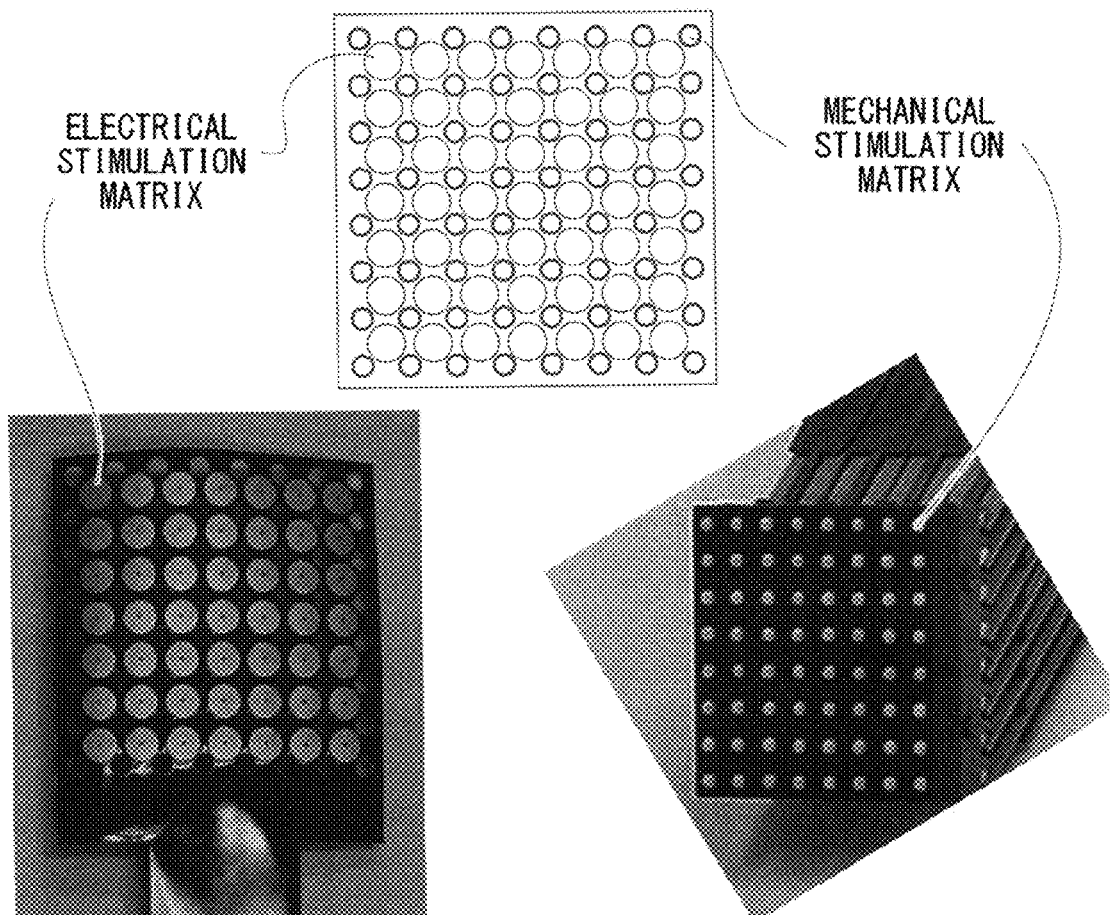 ELECTRICAL
STIMULATION
MATRIX
MECHANICAL
STIMULATION
MATRIX